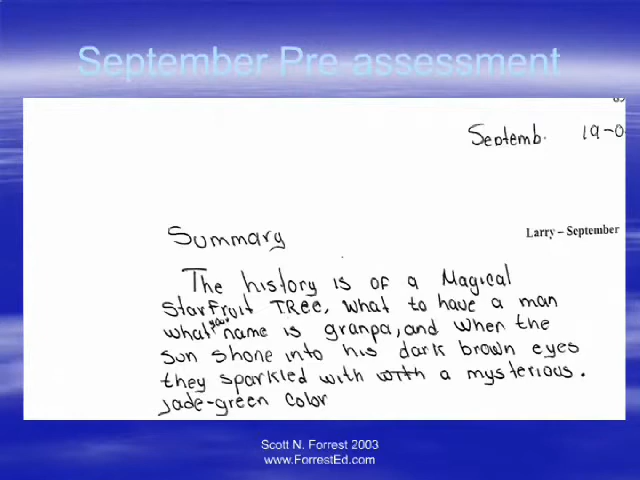 September Pre-assessment
Septemb. 19-0
Larry – September
Summary
The history is of a Magical
StarFruit TREE, what to have a man
what your name is granpa, and when the
sun shone into his dark brown eyes
they sparkled with with a mysterious.
jade-green color
Scott N. Forrest 2003
www.ForrestEd.com